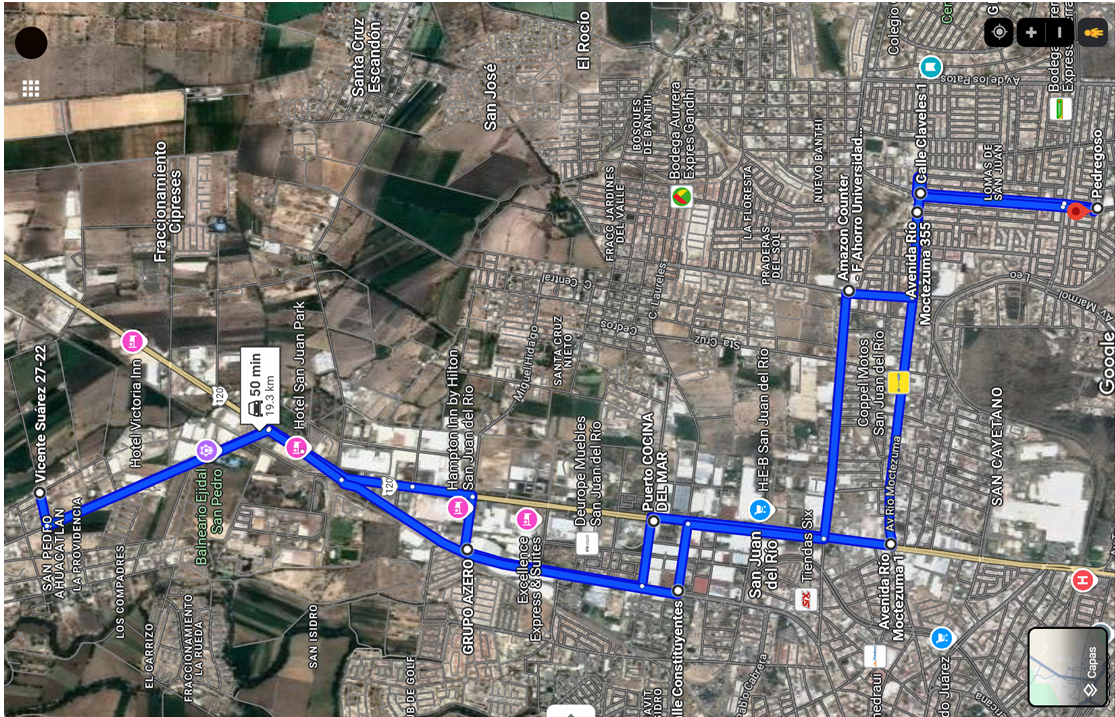 Santa Cruz
Escandón
San José
El Rocío
BOSQUES
DE BANTHI
Bodega Aurrera
Expres Gandhi
NUEVO BANTHI
Colegio
Av de los Patos
Bodega
Express
Fraccionamiento
Cipreses
FRACC JARDINES
DEL VALLE
LA FLORESTA
PRADERAS
DEL SOL
Amazon Counter
- F Ahorro Universidad...
Calle Claveles 1
LOMAS DE
SAN JUAN
Pedregoso
Avenida Río
Moctezuma 355
C. Central
C. Laureles
Cedros
Sta Cruz
Miguel Hidalgo
SANTA CRUZ
NIETO
Leo
Av Marmol
Google
Vicente Suárez 27-22
Hotel Victoria Inn
120
50 min
19.3 km
Hotel San Juan Park
Hampton Inn by Hilton
San Juan del Río
120
Deurope Muebles
San Juan del Río
Puerto COCINA
DEL MAR
H-E-B San Juan del Río
Coppel Motos
San Juan del Río
Av Río Moctezuma
SAN CAYETANO
Balneario Ejidal
San Pedro
SAN PEDRO
AHUACATLAN
LA PROVIDENCIA
LOS COMPADRES
EL CARRIZO
FRACCIONAMIENTO
LA RUEDA
SAN ISIDRO
GRUPO AZERO
Excellence
Express & Suites
San Juan
del Río
Tiendas Six
SIX
Avenida Río
Moctezuma 1
H
Calle Constituyentes
Pablo Cabrera
Capas